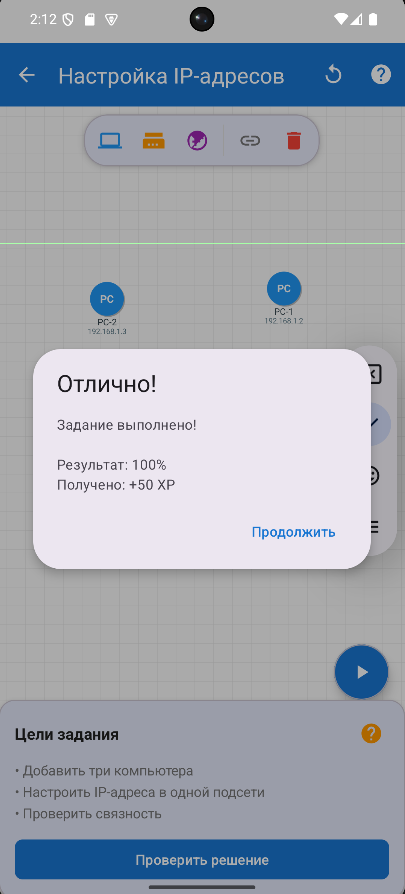 2:12
Настройка IP-адресов
PC
PC
PC-2
192.168.1.3
PC-1
192.168.1.2
Отлично!
Задание выполнено!
Результат: 100%
Получено: +50 XP
Продолжить
Цели задания
• Добавить три компьютера
• Настроить IP-адреса в одной подсети
• Проверить связность
Проверить решение